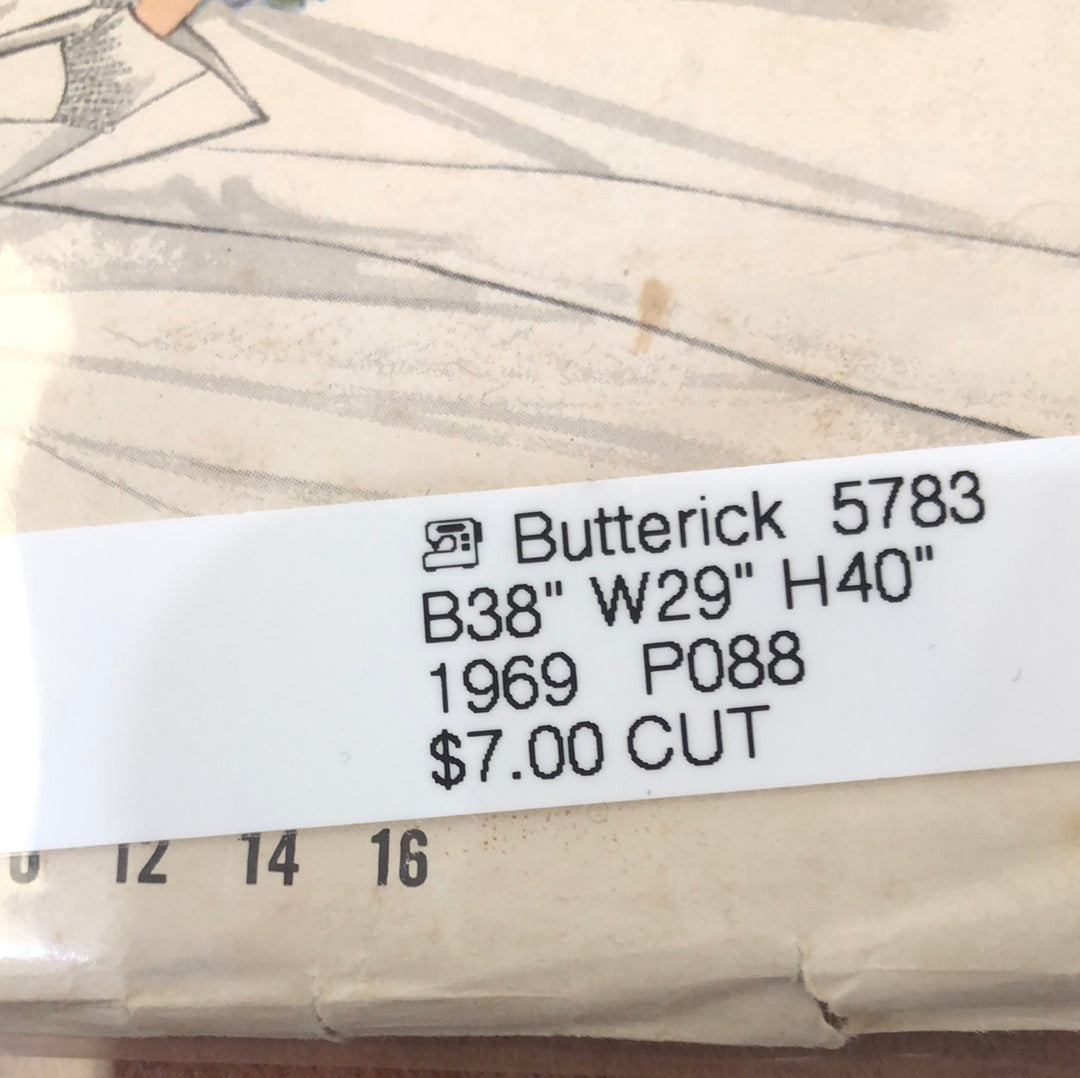 Butterick 5783
B38" W29" H40"
1969 P088
$7.00 CUT
12 14 16